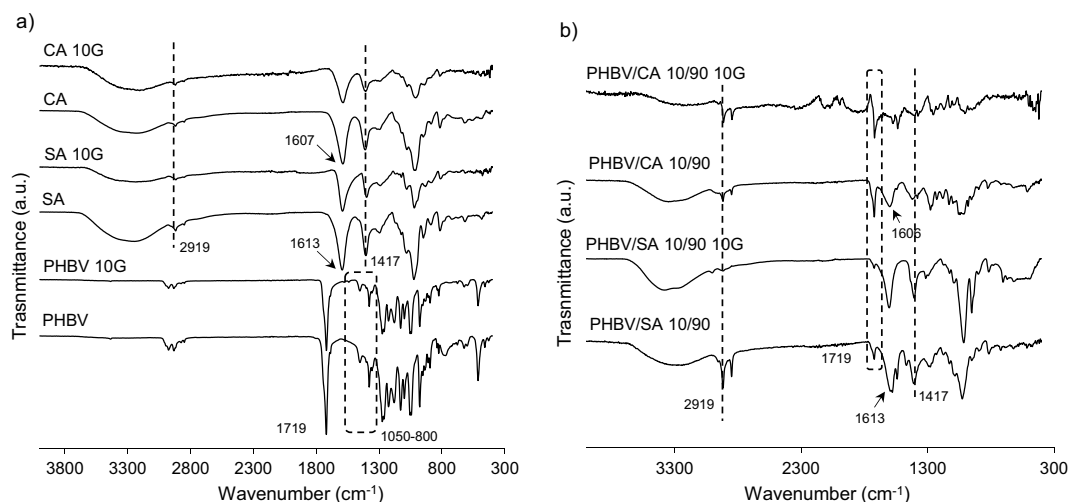 a)
CA 10G
CA
1607
SA 10G
SA
2919
1613
1417
PHBV 10G
PHBV
1719
1050-800
Trasnmittance (a.u.)
3800 3300 2800 2300 1800 1300 800 300
Wavenumber (cm-1)
b)
PHBV/CA 10/90 10G
PHBV/CA 10/90
1606
PHBV/SA 10/90 10G
PHBV/SA 10/90
1719
2919
1613
1417
Trasnmittance (a.u.)
3300 2300 1300 300
Wavenumber (cm-1)